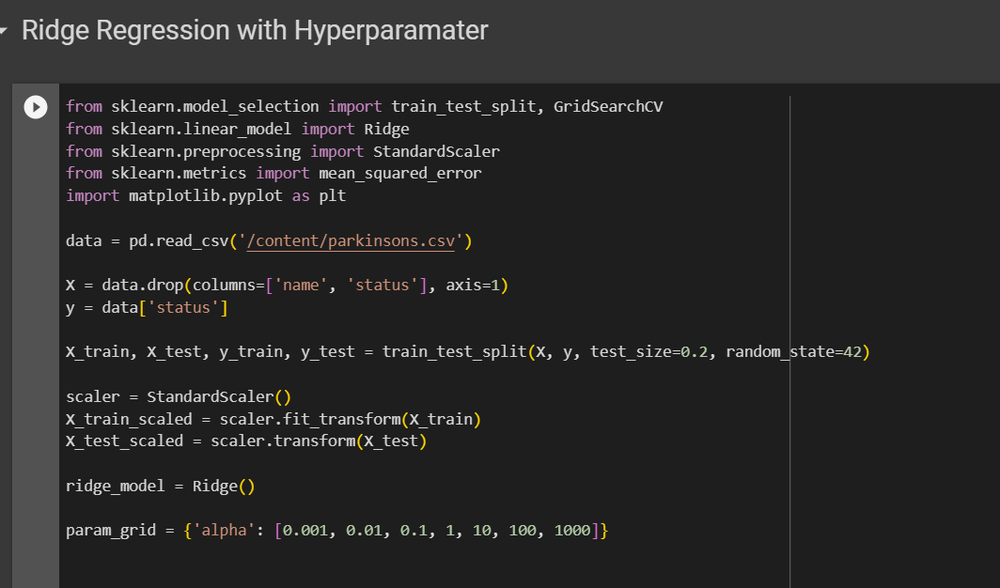 Ridge Regression with Hyperparamater
from sklearn.model_selection import train_test_split, GridSearchCV
from sklearn.linear_model import Ridge
from sklearn.preprocessing import StandardScaler
from sklearn.metrics import mean_squared_error
import matplotlib.pyplot as plt
data = pd.read_csv('/content/parkinsons.csv')
X = data.drop(columns=['name', 'status'], axis=1)
y = data['status']
X_train, X_test, y_train, y_test = train_test_split(X, y, test_size=0.2, random_state=42)
scaler = StandardScaler()
X_train_scaled = scaler.fit_transform(X_train)
X_test_scaled = scaler.transform(X_test)
ridge_model = Ridge()
param_grid = {'alpha': [0.001, 0.01, 0.1, 1, 10, 100, 1000]}